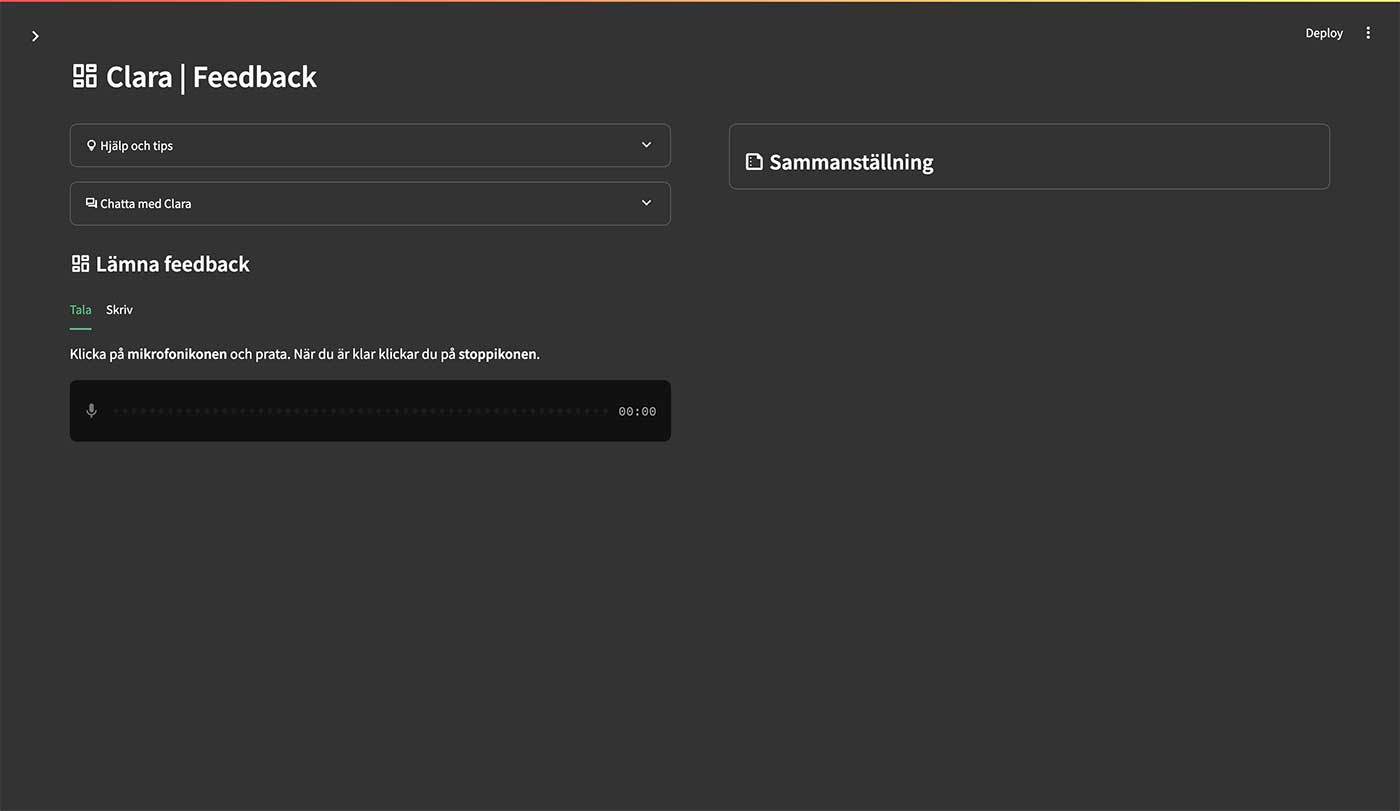 Deploy
Clara | Feedback
Hjälp och tips
Chatta med Clara
Lämna feedback
Tala Skriv
Klicka på mikrofonikonen och prata. När du är klar klickar du på stoppikonen.
00:00
Sammanställning